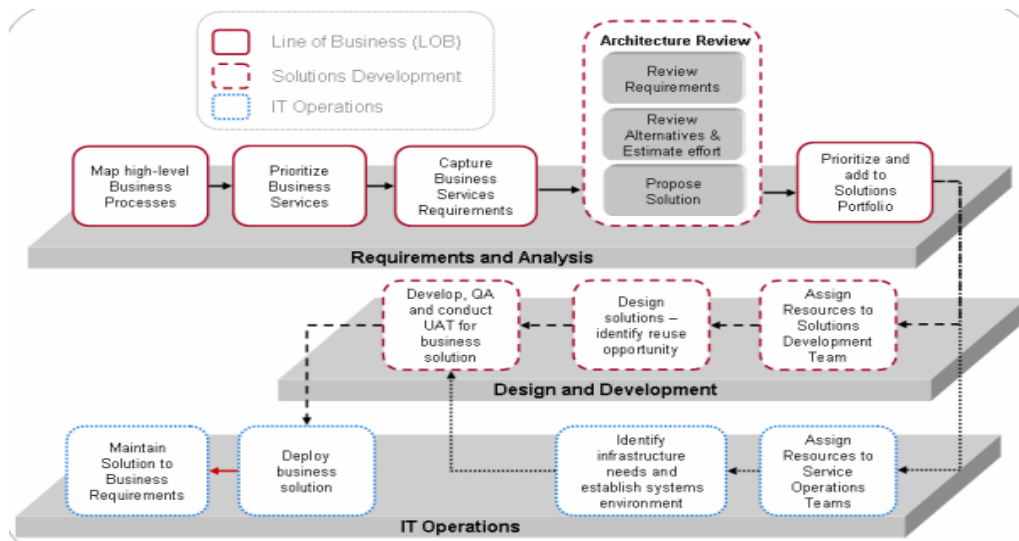 Line of Business (LOB)
Solutions Development
IT Operations
Architecture Review
Review
Requirements
Review
Alternatives &
Estimate effort
Propose
Solution
Map high-level
Business
Processes
Prioritize
Business
Services
Capture
Business
Services
Requirements
Prioritize and
add to
Solutions
Portfolio
Requirements and Analysis
Develop, QA
and conduct
UAT for
business
solution
Design
solutions –
identify reuse
opportunity
Assign
Resources to
Solutions
Development
Team
Design and Development
Maintain
Solution to
Business
Requirements
Deploy
business
solution
Identify
infrastructure
needs and
establish systems
environment
Assign
Resources to
Service
Operations
Teams
IT Operations